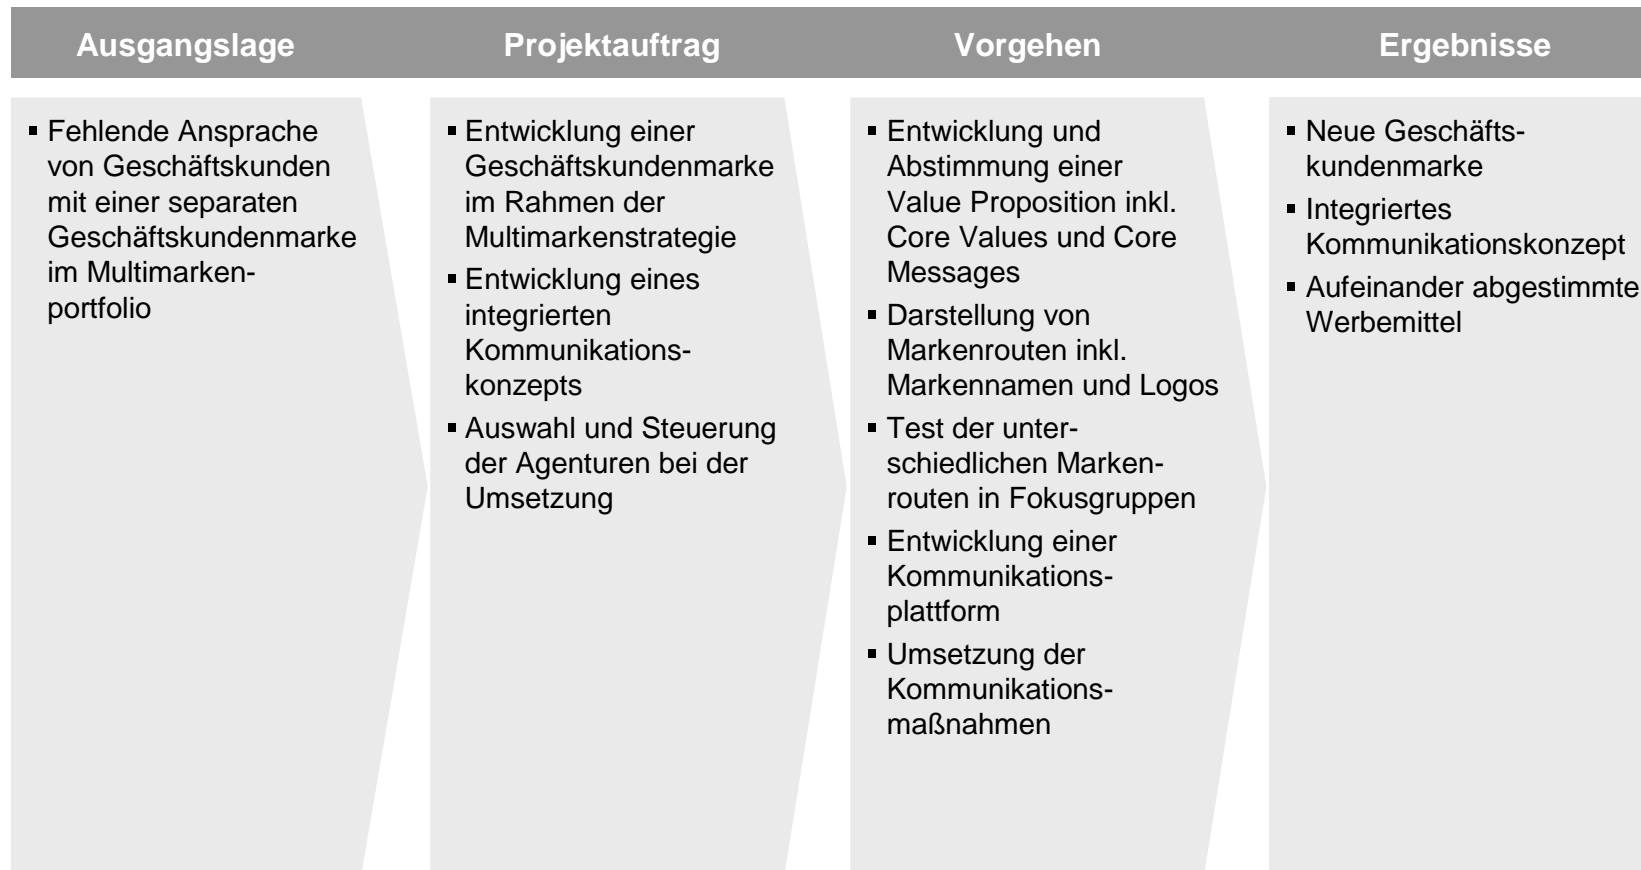 Ausgangslage
Projektauftrag
Vorgehen
Ergebnisse
▪ Fehlende Ansprache
von Geschäftskunden
mit einer separaten
Geschäftskundenmarke
im Multimarken-
portfolio
▪ Entwicklung einer
Geschäftskundenmarke
im Rahmen der
Multimarkenstrategie
▪ Entwicklung eines
integrierten
Kommunikations-
konzepts
▪ Auswahl und Steuerung
der Agenturen bei der
Umsetzung
▪ Entwicklung und
Abstimmung einer
Value Proposition inkl.
Core Values und Core
Messages
▪ Darstellung von
Markenrouten inkl.
Markennamen und Logos
▪ Test der unter-
schiedlichen Marken-
routen in Fokusgruppen
▪ Entwicklung einer
Kommunikations-
plattform
▪ Umsetzung der
Kommunikations-
maßnahmen
▪ Neue Geschäfts-
kundenmarke
▪ Integriertes
Kommunikationskonzept
▪ Aufeinander abgestimmte
Werbemittel